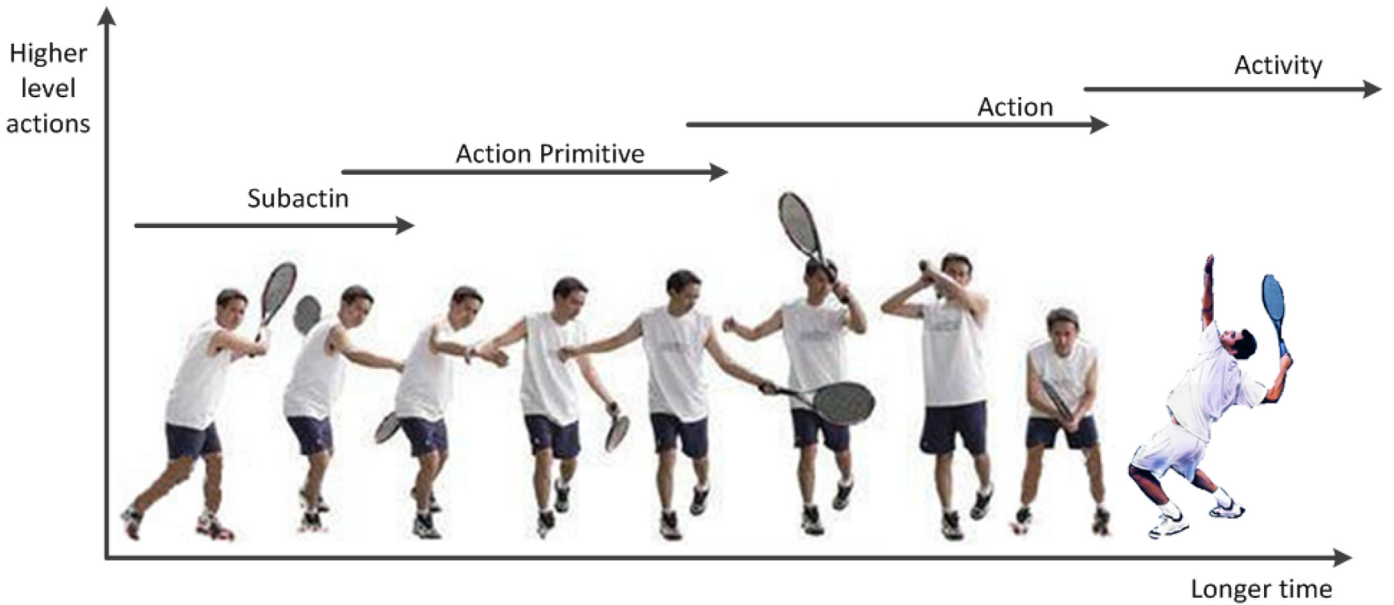 Higher
level
actions
Activity
Action
Action Primitive
Subactin
Longer time